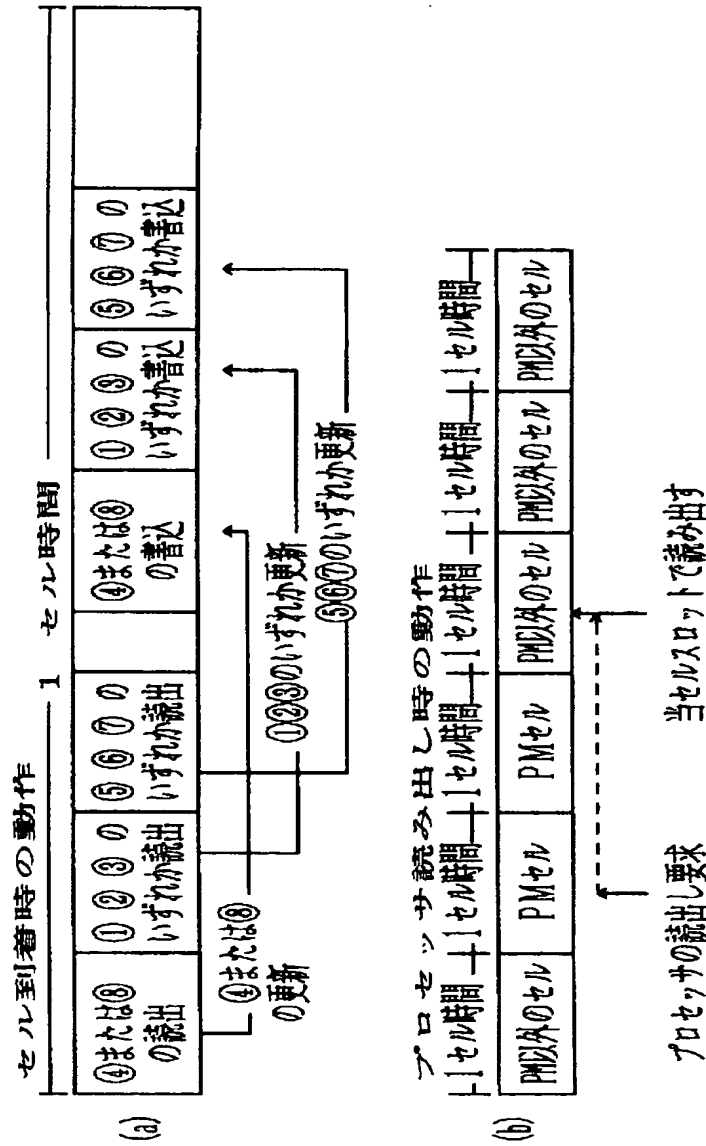 セル到着時の動作
1 セル時間
(a)
④または⑧
の読出
① ② ③ の
いずれか読出
⑤ ⑥ ⑦ の
いずれか読出
④または⑧
の書込
① ② ③ の
いずれか書込
⑤ ⑥ ⑦ の
いずれか書込
④または⑧
の更新
①②③のいずれか更新
⑤⑥⑦のいずれか更新
プロセッサ読み出し時の動作
1セル時間 1セル時間 1セル時間 1セル時間 1セル時間 1セル時間
(b)
PM以外のセル PMセル PMセル PM以外のセル PM以外のセル PM以外のセル
プロセッサの読出し要求
当セルスロットで読み出す